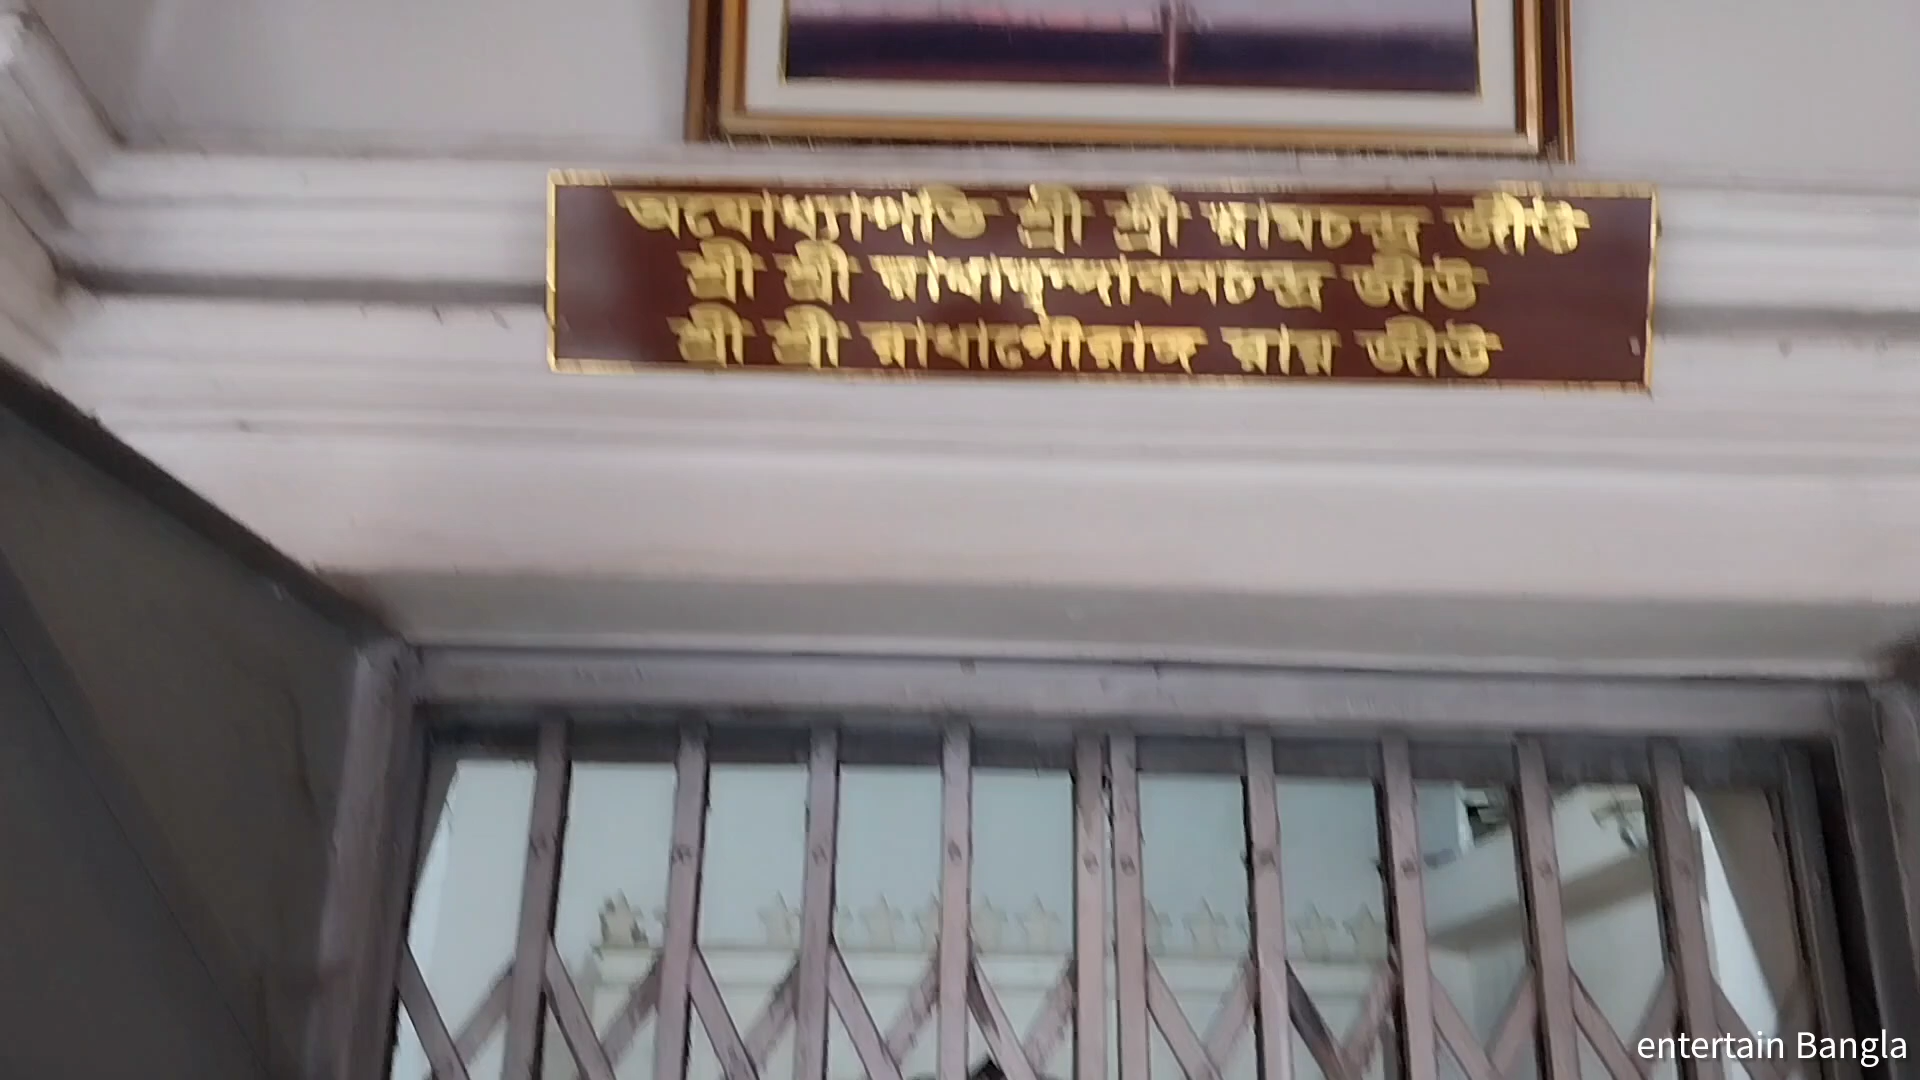 অযোধ্যাপতি শ্রী শ্রী রামচন্দ্র জীউ
শ্রী শ্রী রাধাবৃন্দাবনচন্দ্র জীউ
শ্রী শ্রী রাধাগোপীরাজ রায় জীউ
entertain Bangla